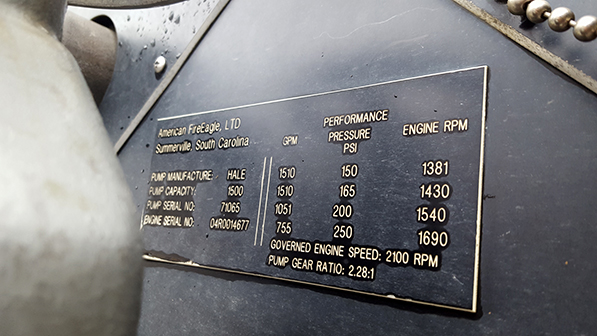 American FireEagle, LTD
Summerville, South Carolina
PUMP MANUFACTURE: HALE
PUMP CAPACITY: 1500
PUMP SERIAL NO: 71065
ENGINE SERIAL NO: 04R0014677
PERFORMANCE
GPM PRESSURE PSI ENGINE RPM
1510 150 1381
1510 165 1430
1051 200 1540
755 250 1690
GOVERNED ENGINE SPEED: 2100 RPM
PUMP GEAR RATIO: 2.28:1